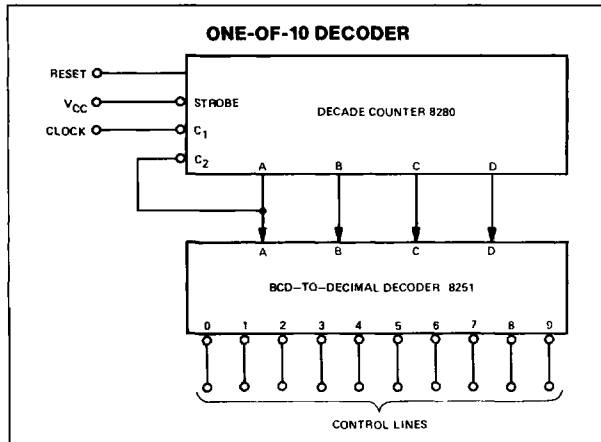 ONE-OF-10 DECODER
RESET
VCC
STROBE
DECADE COUNTER 8280
CLOCK
C1
C2
A B C D
A B C D
BCD-TO-DECIMAL DECODER 8251
0 1 2 3 4 5 6 7 8 9
CONTROL LINES